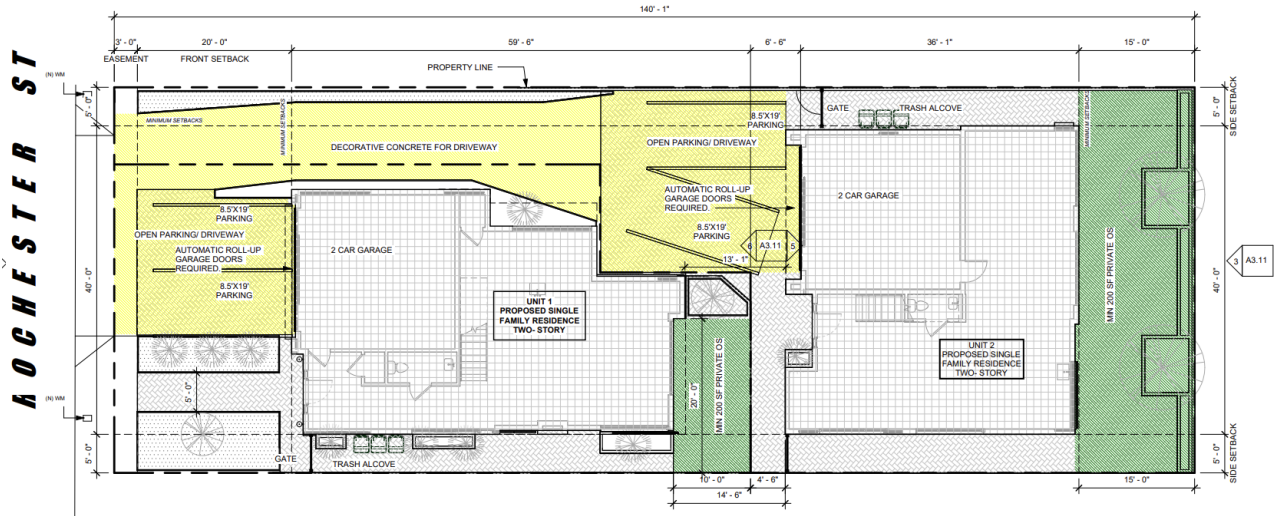 140' - 1"
3' - 0"
20' - 0"
59' - 6"
6' - 6"
36' - 1"
15' - 0"
EASEMENT
FRONT SETBACK
PROPERTY LINE
ROCHESTER ST
(N) WM
5' - 0"
MINIMUM SETBACKS
MINIMUM SETBACKS
DECORATIVE CONCRETE FOR DRIVEWAY
8.5'X19'
PARKING
OPEN PARKING/ DRIVEWAY
GATE
TRASH ALCOVE
MINIMUM SETBACKS
5' - 0"
SIDE SETBACK
AUTOMATIC ROLL-UP
GARAGE DOORS
REQUIRED.
2 CAR GARAGE
8.5'X19'
PARKING
6
A3.11
5
13' - 1"
8.5'X19'
PARKING
OPEN PARKING/ DRIVEWAY
AUTOMATIC ROLL-UP
GARAGE DOORS
REQUIRED.
2 CAR GARAGE
8.5'X19'
PARKING
40' - 0"
UNIT 1
PROPOSED SINGLE
FAMILY RESIDENCE
TWO- STORY
MIN 200 SF PRIVATE OS
3
A3.11
40' - 0"
UNIT 2
PROPOSED SINGLE
FAMILY RESIDENCE
TWO- STORY
20' - 0"
MIN 200 SF PRIVATE OS
5' - 0"
(N) WM
5' - 0"
GATE
TRASH ALCOVE
5' - 0"
SIDE SETBACK
10' - 0"
4' - 6"
14' - 6"
15' - 0"